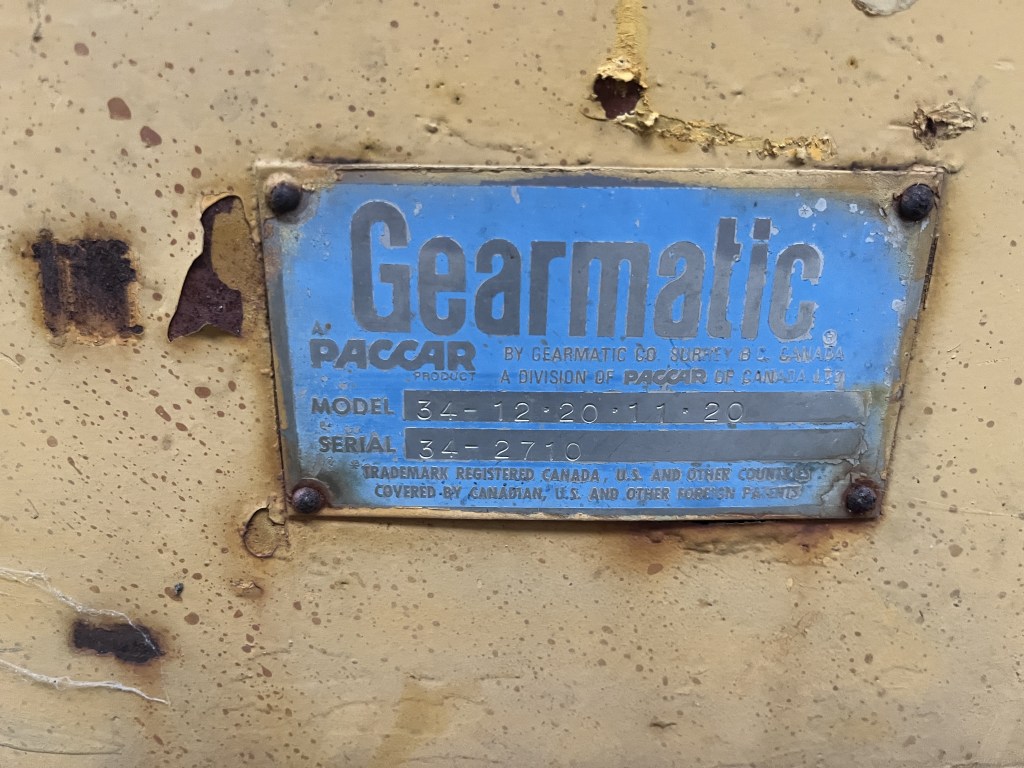 Gearmatic
A
PACCAR
PRODUCT
BY GEARMATIC CO. SURREY B.C. CANADA
A DIVISION OF PACCAR OF CANADA LTD
MODEL 34-12·20·11·20
SERIAL 34-2710
TRADEMARK REGISTERED CANADA, U.S. AND OTHER COUNTRIES
COVERED BY CANADIAN, U.S. AND OTHER FOREIGN PATENTS